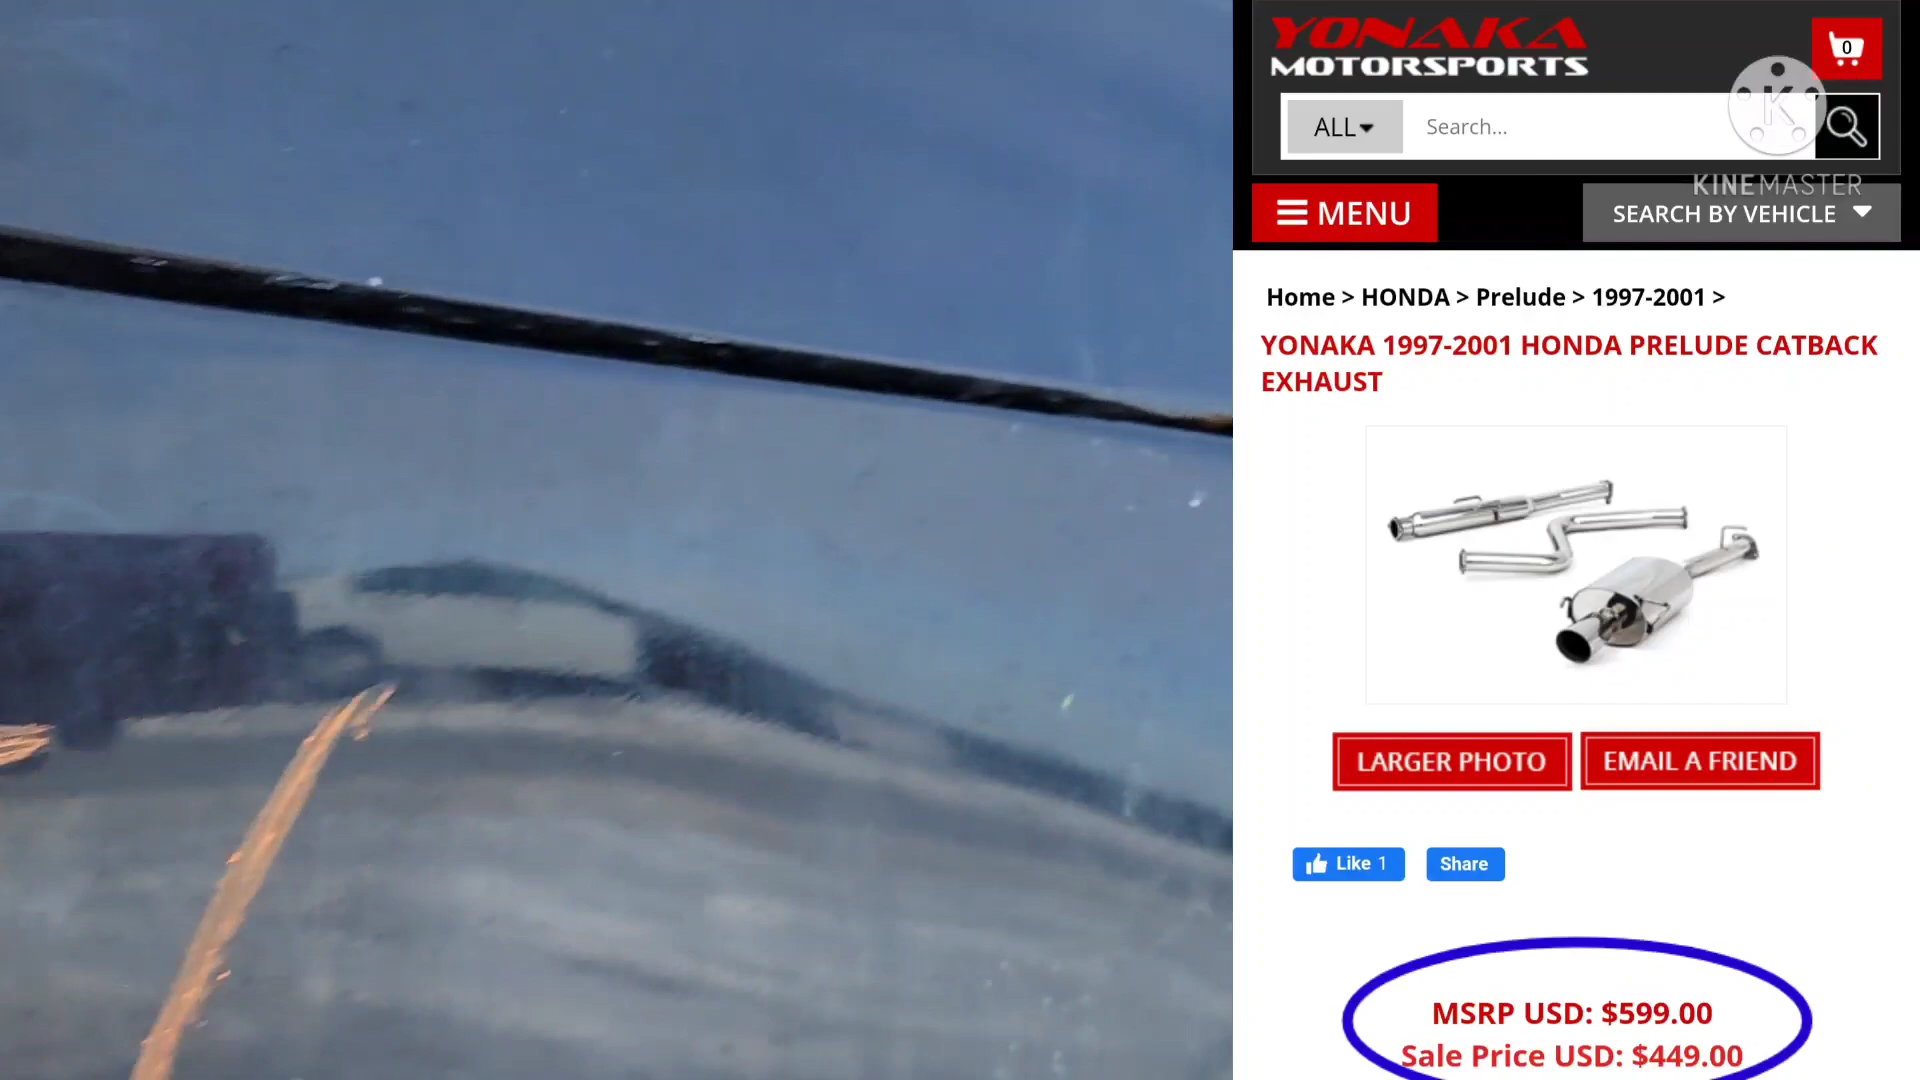 YONAKA
MOTORSPORTS
0
ALL
Search...
K
KINEMASTER
MENU
SEARCH BY VEHICLE
Home > HONDA > Prelude > 1997-2001 >
YONAKA 1997-2001 HONDA PRELUDE CATBACK
EXHAUST
LARGER PHOTO
EMAIL A FRIEND
Like 1
Share
MSRP USD: $599.00
Sale Price USD: $449.00